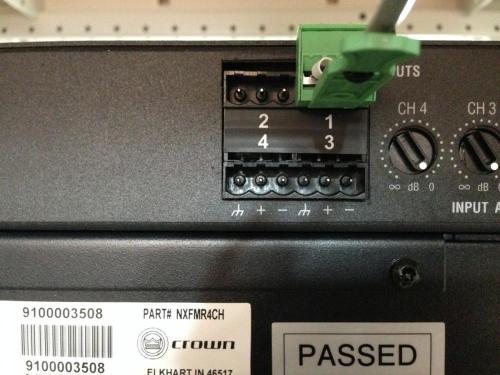 UTS
2 1
4 3
CH 4
CH 3
+ − + −
∞ dB 0
∞ dB
INPUT A
9100003508
9100003508
PART# NXFMR4CH
crown
ELKHART IN 46517
PASSED